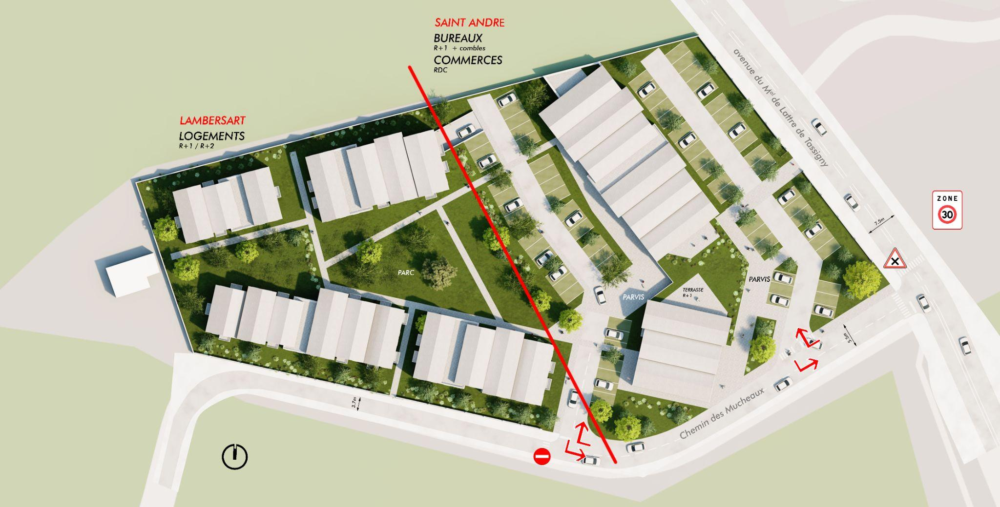 SAINT ANDRE
BUREAUX
R+1 + combles
COMMERCES
RDC
LAMBERSART
LOGEMENTS
R+1 / R+2
avenue du Mal de Lattre de Tassigny
ZONE
30
7.5m
PARC
PARVIS
TERRASSE
R+1
PARVIS
5.5m
Chemin des Mucheaux
3.7m